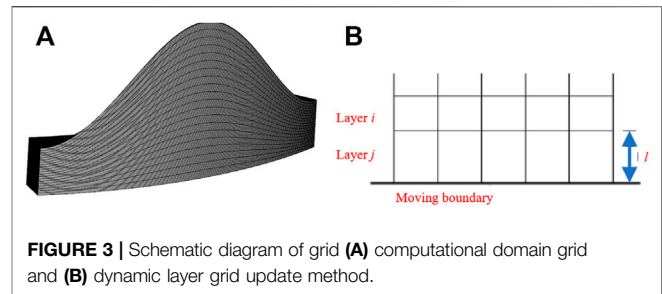 A
B
Layer i
Layer j
l
Moving boundary
FIGURE 3 | Schematic diagram of grid (A) computational domain grid
and (B) dynamic layer grid update method.